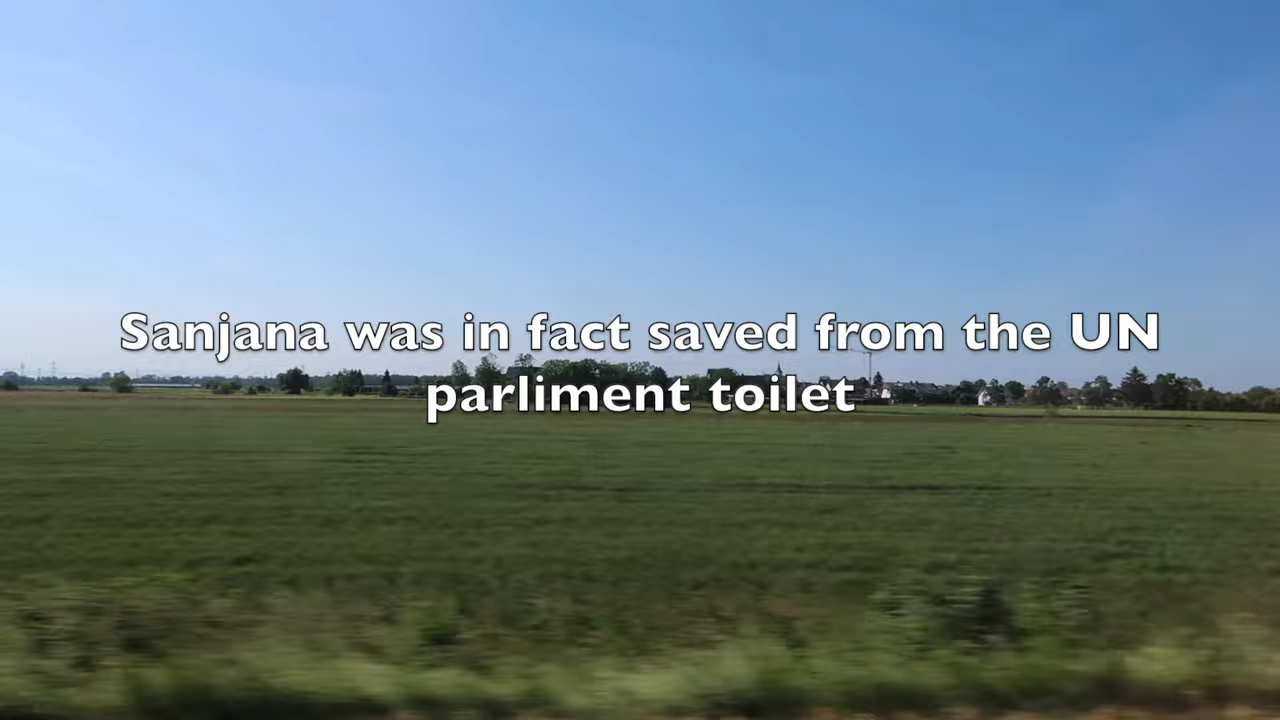 Sanjana was in fact saved from the UN
parliment toilet